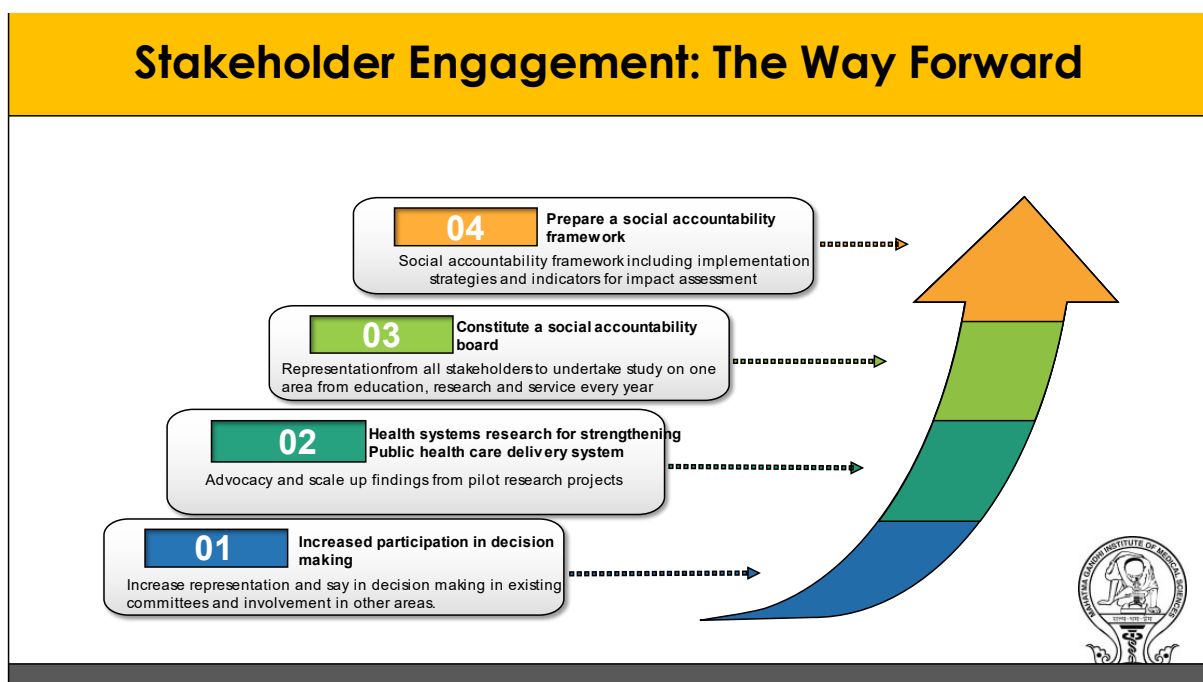 Stakeholder Engagement: The Way Forward
04
Prepare a social accountability
framework
Social accountability framework including implementation
strategies and indicators for impact assessment
03
Constitute a social accountability
board
Representationfrom all stakeholders to undertake study on one
area from education, research and service every year
02
Health systems research for strengthening
Public health care delivery system
Advocacy and scale up findings from pilot research projects
01
Increased participation in decision
making
Increase representation and say in decision making in existing
committees and involvement in other areas.
MAHATMA GANDHI INSTITUTE OF MEDICAL SCIENCES
सत्य-श्रम-प्रेम